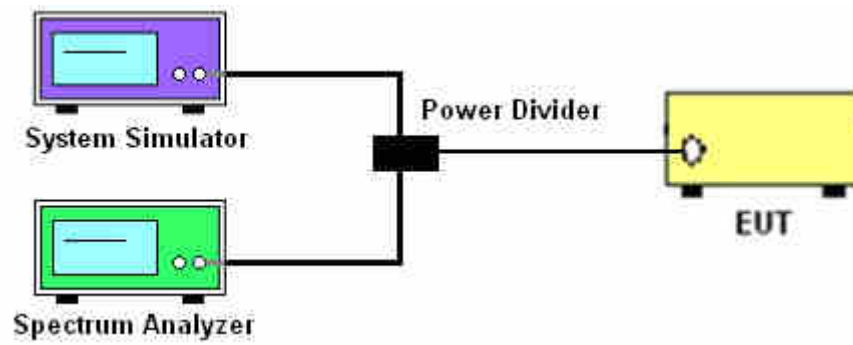 System Simulator
Power Divider
EUT
Spectrum Analyzer